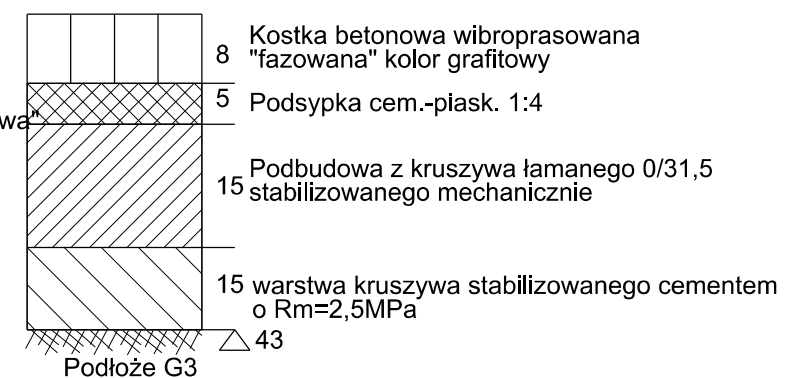 8 Kostka betonowa wibroprasowana
"fazowana" kolor grafitowy
5 Podsypka cem.-piask. 1:4
wa"
15 Podbudowa z kruszywa łamanego 0/31,5
stabilizowanego mechanicznie
15 warstwa kruszywa stabilizowanego cementem
o Rm=2,5MPa
43
Podłoże G3